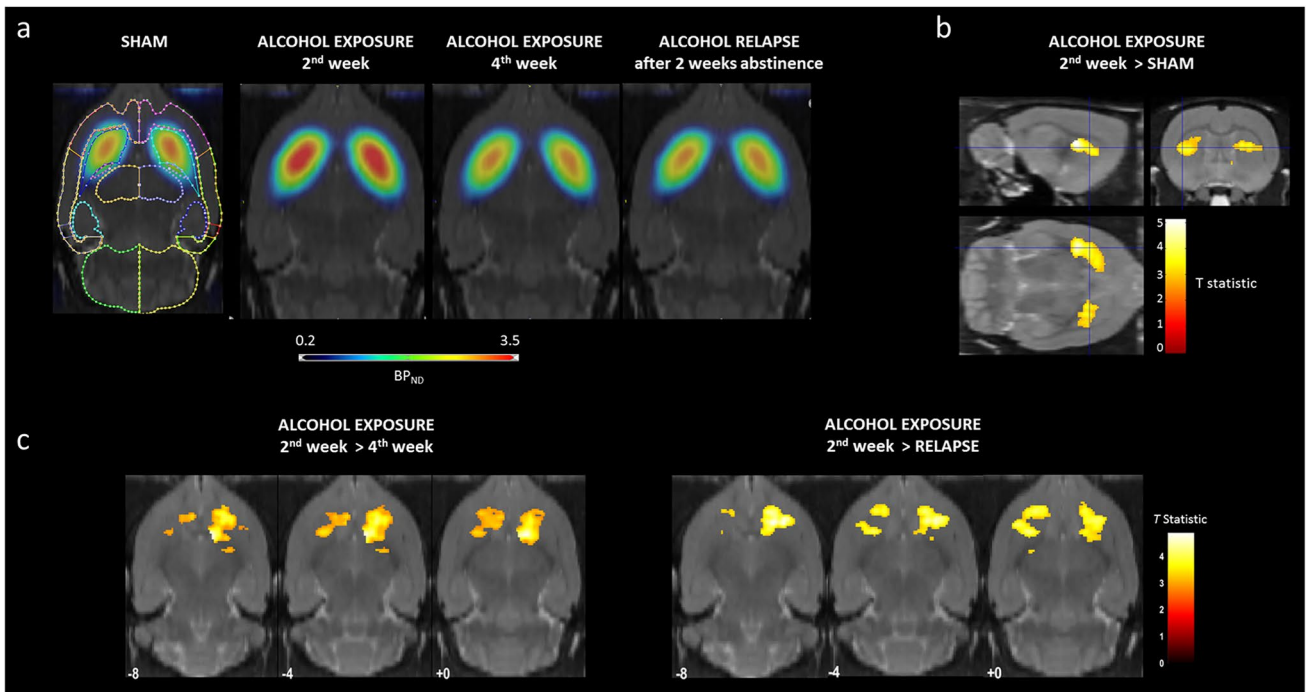 a
SHAM
ALCOHOL EXPOSURE
2nd week
ALCOHOL EXPOSURE
4th week
ALCOHOL RELAPSE
after 2 weeks abstinence
0.2
3.5
BPND
b
ALCOHOL EXPOSURE
2nd week > SHAM
5
4
3
2
1
0
T statistic
c
ALCOHOL EXPOSURE
2nd week > 4th week
-8
-4
+0
ALCOHOL EXPOSURE
2nd week > RELAPSE
-8
-4
+0
T Statistic
4
3
2
1
0